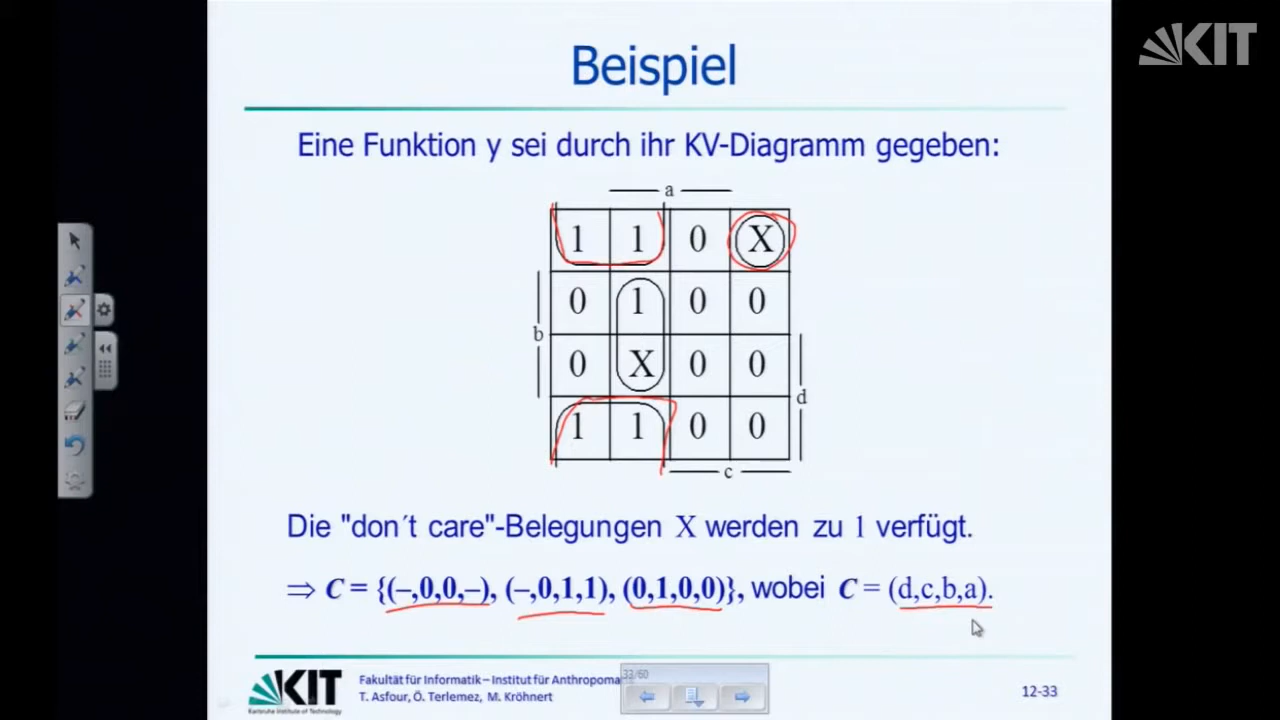 KIT
Beispiel
Eine Funktion y sei durch ihr KV-Diagramm gegeben:
a
1 1 0 X
0 1 0 0
b
0 X 0 0
d
1 1 0 0
c
Die "don´t care"-Belegungen X werden zu 1 verfügt.
⇒ C = {(–,0,0,–), (–,0,1,1), (0,1,0,0)}, wobei C = (d,c,b,a).
KIT
Karlsruhe Institute of Technology
Fakultät für Informatik – Institut für Anthropoma
T. Asfour, Ö. Terlemez, M. Kröhnert
33/60
12-33